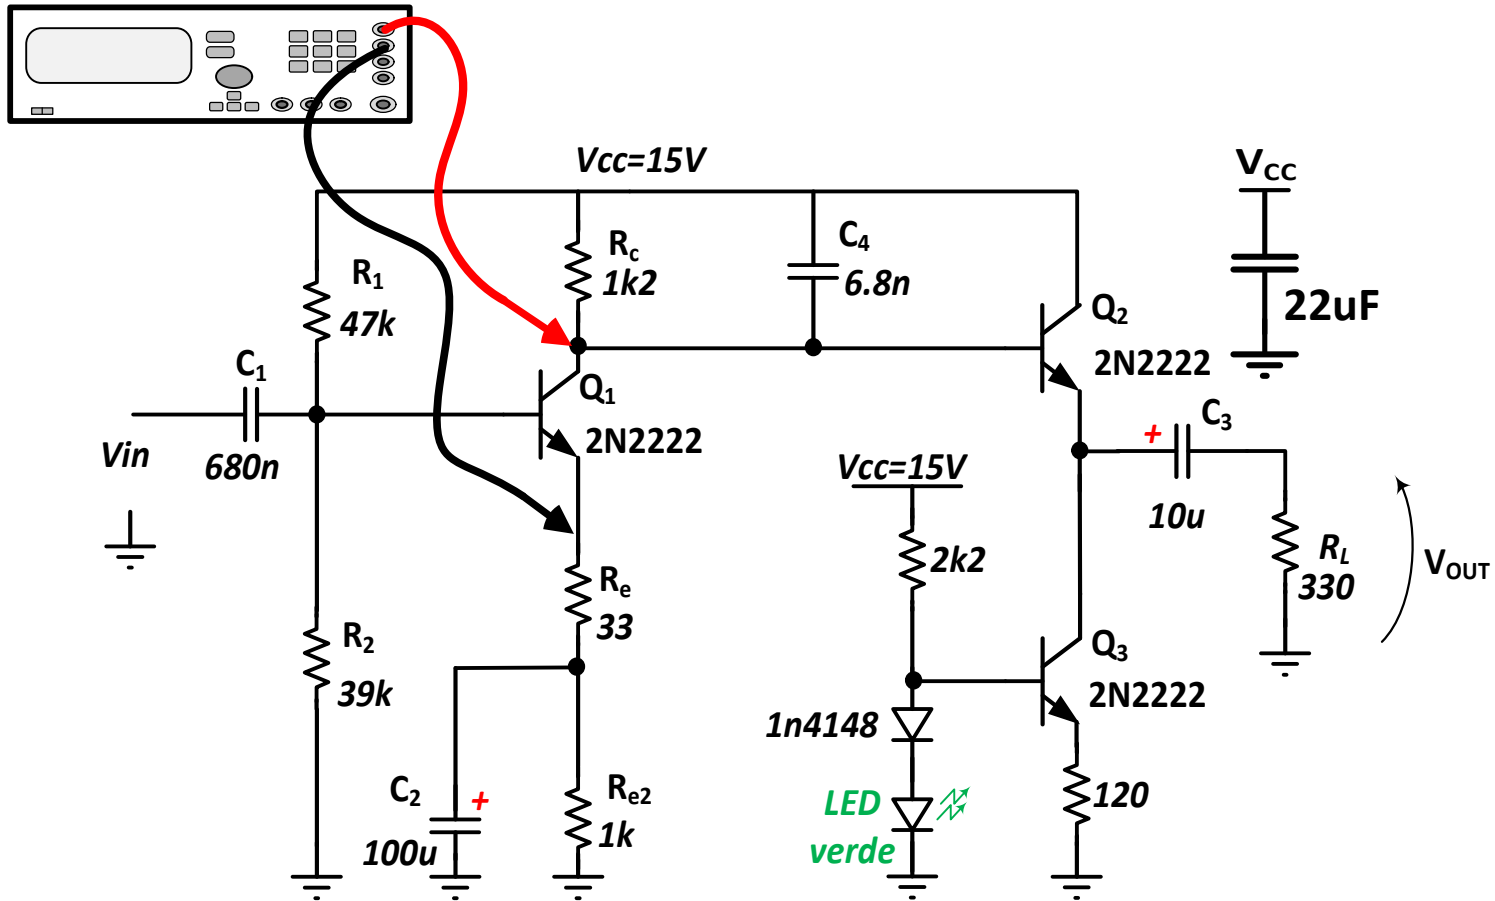 Vcc=15V
VCC
C4
6.8n
Rc
1k2
R1
47k
Q2
22uF
2N2222
C1
Q1
C3
+
2N2222
Vin
680n
Vcc=15V
10u
2k2
RL
330
VOUT
Re
33
R2
39k
Q3
2N2222
1n4148
C2
+
100u
Re2
1k
LED
verde
120